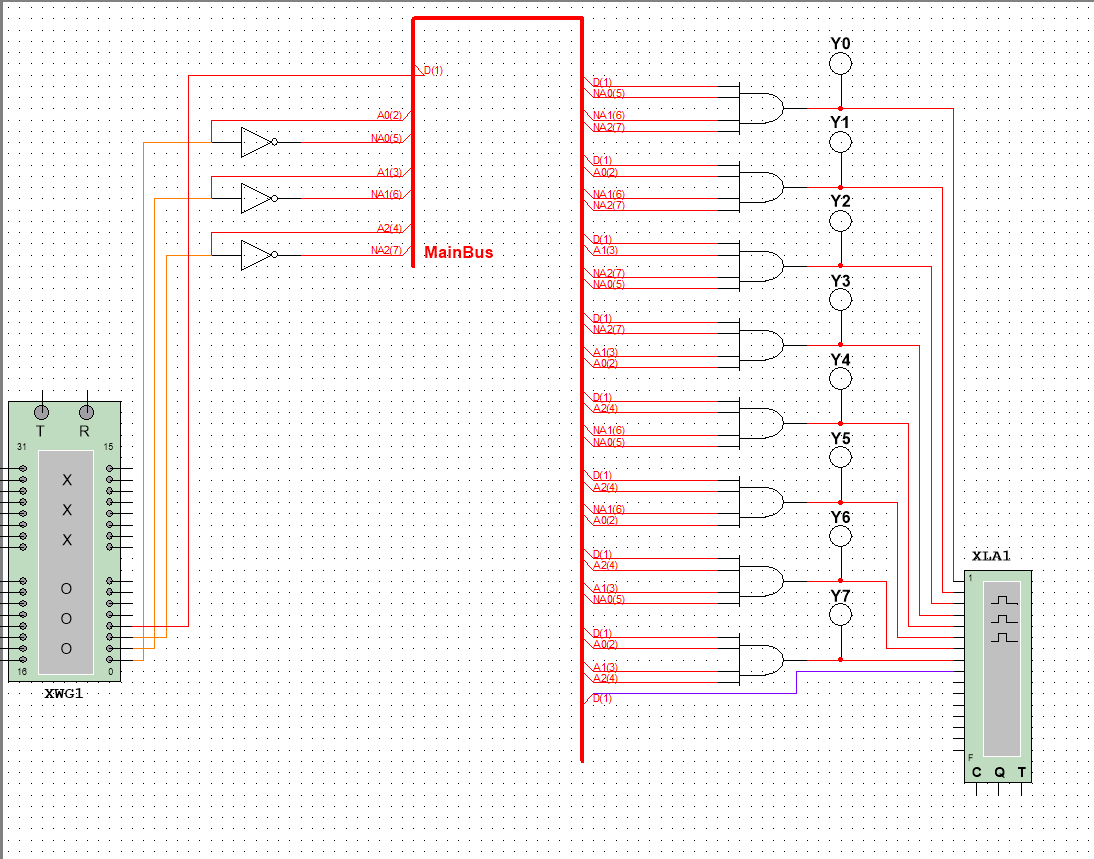 Y0
D(1)
D(1)
NA0(5)
A0(2)
NA1(6)
NA2(7)
Y1
NA0(5)
D(1)
A0(2)
A1(3)
NA1(6)
NA1(6)
NA2(7)
Y2
A2(4)
D(1)
A1(3)
NA2(7)
MainBus
NA2(7)
NA0(5)
Y3
D(1)
NA2(7)
A1(3)
A0(2)
Y4
D(1)
A2(4)
NA1(6)
NA0(5)
T R
31 15
Y5
D(1)
A2(4)
X
X
X
NA1(6)
A0(2)
Y6
D(1)
A2(4)
XLA1
1
O
O
O
A1(3)
NA0(5)
Y7
D(1)
A0(2)
A1(3)
A2(4)
16 0
XWG1
D(1)
F
C Q T